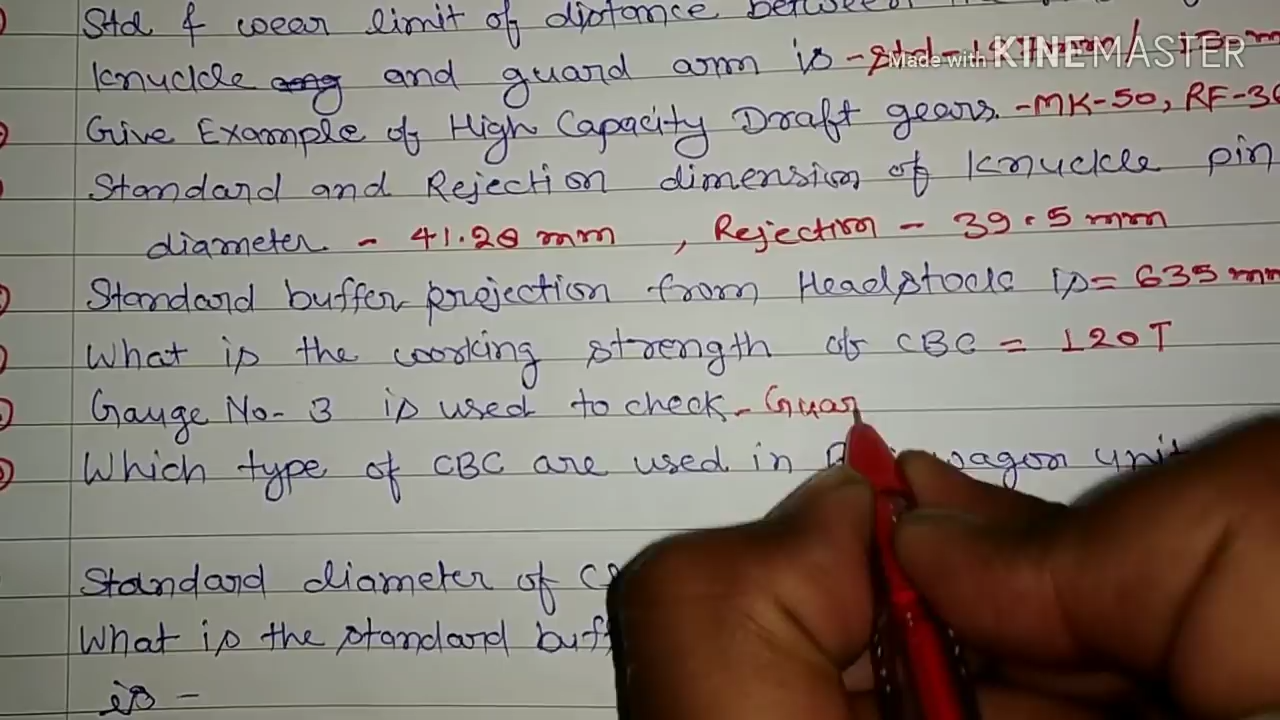 Std & wear limit of distance between
knuckle and guard arm is - Std -
Made with KINEMASTER
Give Example of High Capacity Draft gears. - MK-50, RF-36
Standard and Rejection dimension of knuckle pin
diameter - 41.28 mm , Rejection - 39.5 mm
Standard buffer projection from Headstock is = 635 mm
What is the working strength of CBC = 120T
Gauge No- 3 is used to check - Guar
Which type of CBC are used in wagon unit
Standard diameter of
What is the standard buff
is -